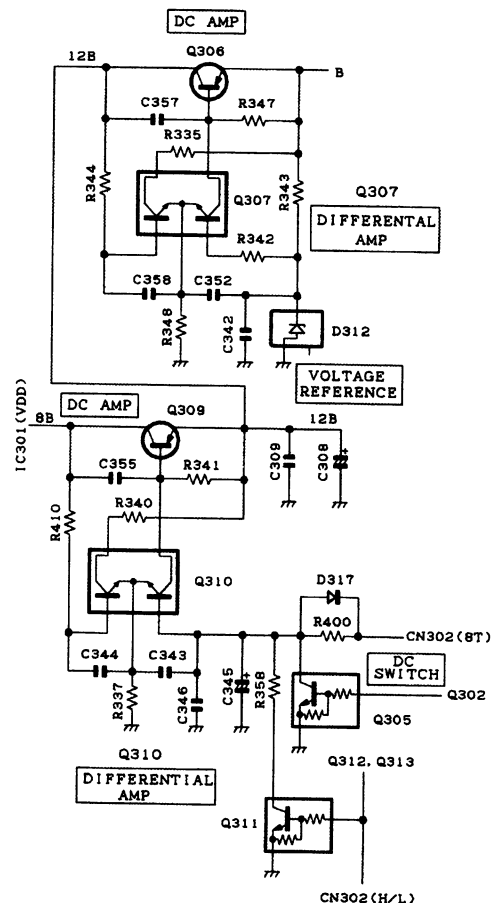 DC AMP
Q306
12B
B
C357
R347
R335
R344
R343
Q307
Q307
DIFFERENTAL
AMP
R342
C358
C352
R348
C342
D312
VOLTAGE
REFERENCE
DC AMP
Q309
IC301(VDD)
8B
12B
C355
R341
C309
C308
+
R340
R410
Q310
D317
R400
CN302(8T)
C344
C343
R337
C346
C345
+
R358
DC
SWITCH
Q302
Q305
Q310
DIFFERENTIAL
AMP
Q312, Q313
Q311
CN302(H/L)